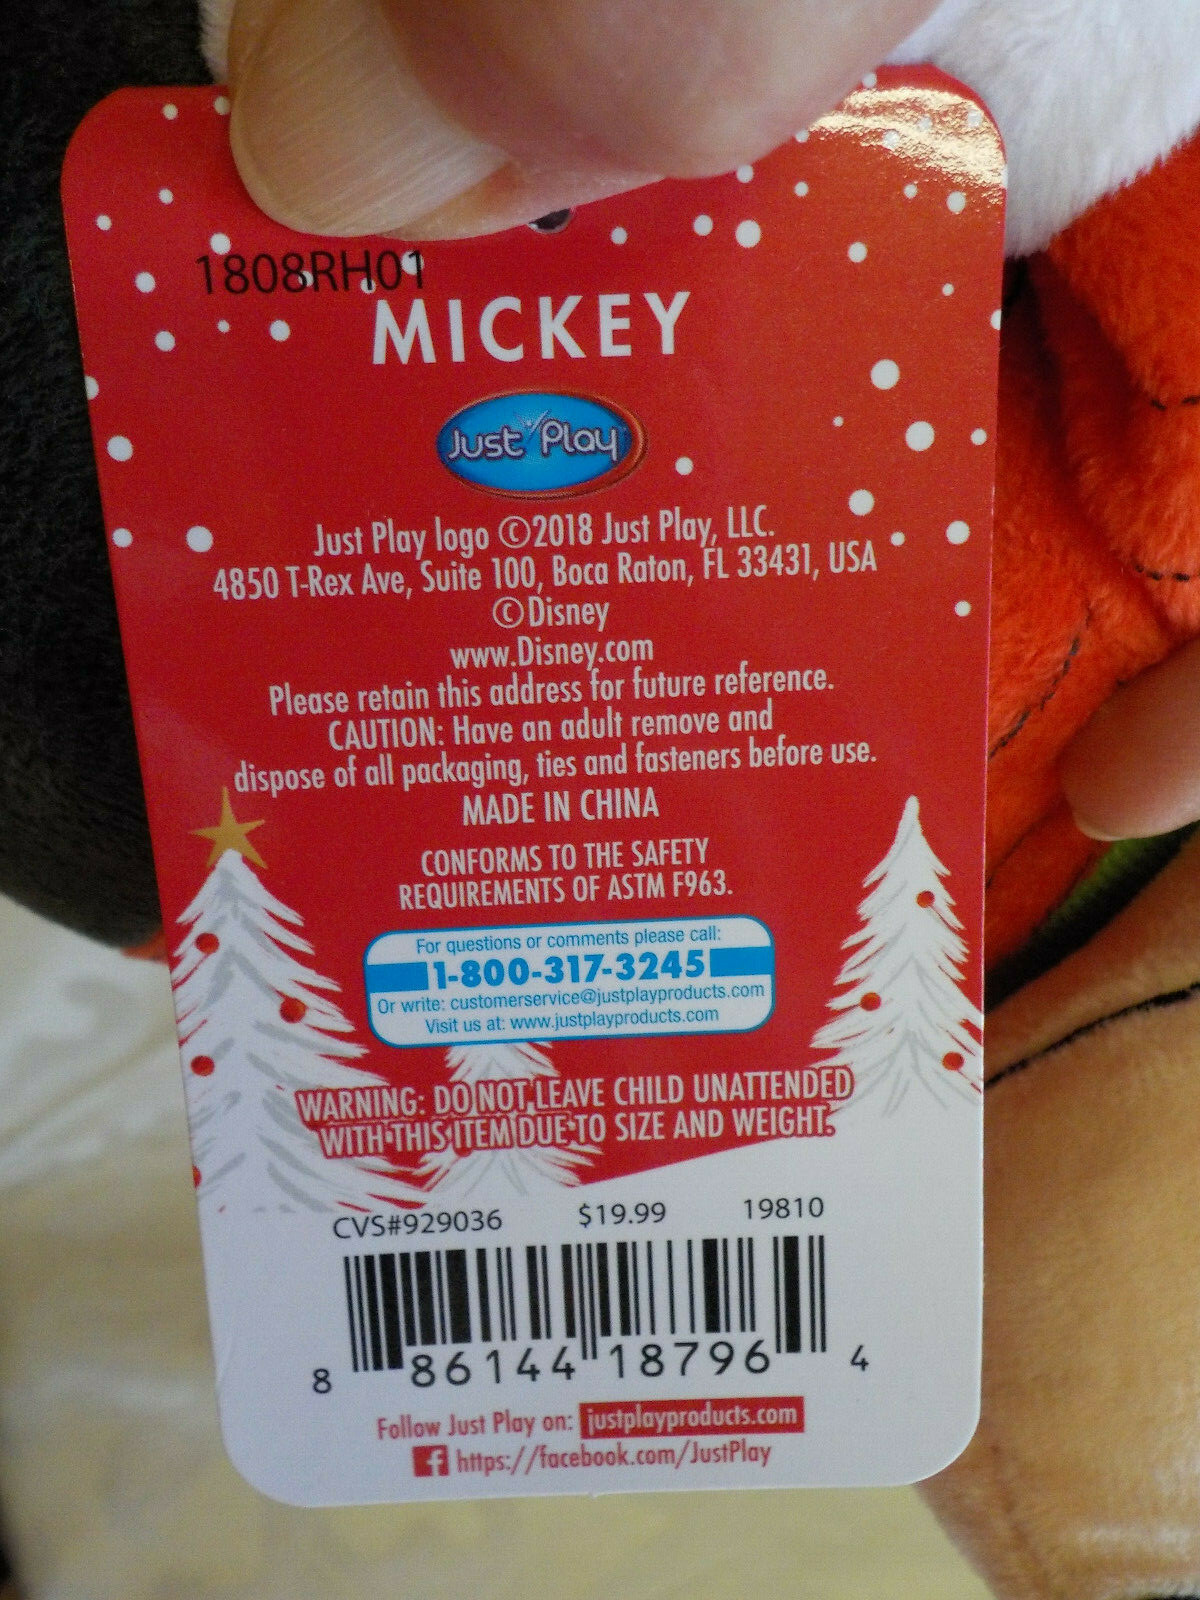 1808RH01
MICKEY
Just Play
Just Play logo ©2018 Just Play, LLC.
4850 T-Rex Ave, Suite 100, Boca Raton, FL 33431, USA
©Disney
www.Disney.com
Please retain this address for future reference.
CAUTION: Have an adult remove and
dispose of all packaging, ties and fasteners before use.
MADE IN CHINA
CONFORMS TO THE SAFETY
REQUIREMENTS OF ASTM F963.
For questions or comments please call:
1-800-317-3245
Or write: customerservice@justplayproducts.com
Visit us at: www.justplayproducts.com
WARNING: DO NOT LEAVE CHILD UNATTENDED
WITH THIS ITEM DUE TO SIZE AND WEIGHT.
CVS#929036 $19.99 19810
8 86144 18796 4
Follow Just Play on: justplayproducts.com
f https://facebook.com/JustPlay